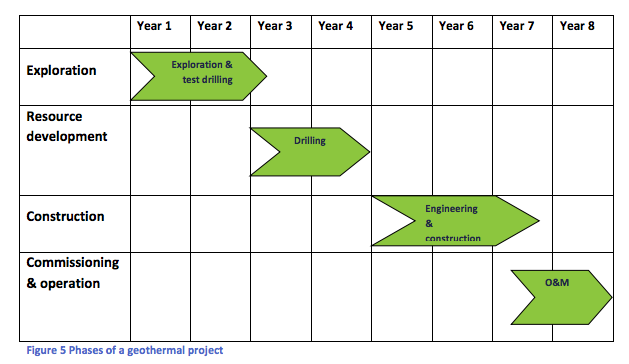 Year 1 Year 2 Year 3 Year 4 Year 5 Year 6 Year 7 Year 8
Exploration
Exploration &
test drilling
Resource
development
Drilling
Construction
Engineering
&
construction
Commissioning
& operation
O&M
Figure 5 Phases of a geothermal project